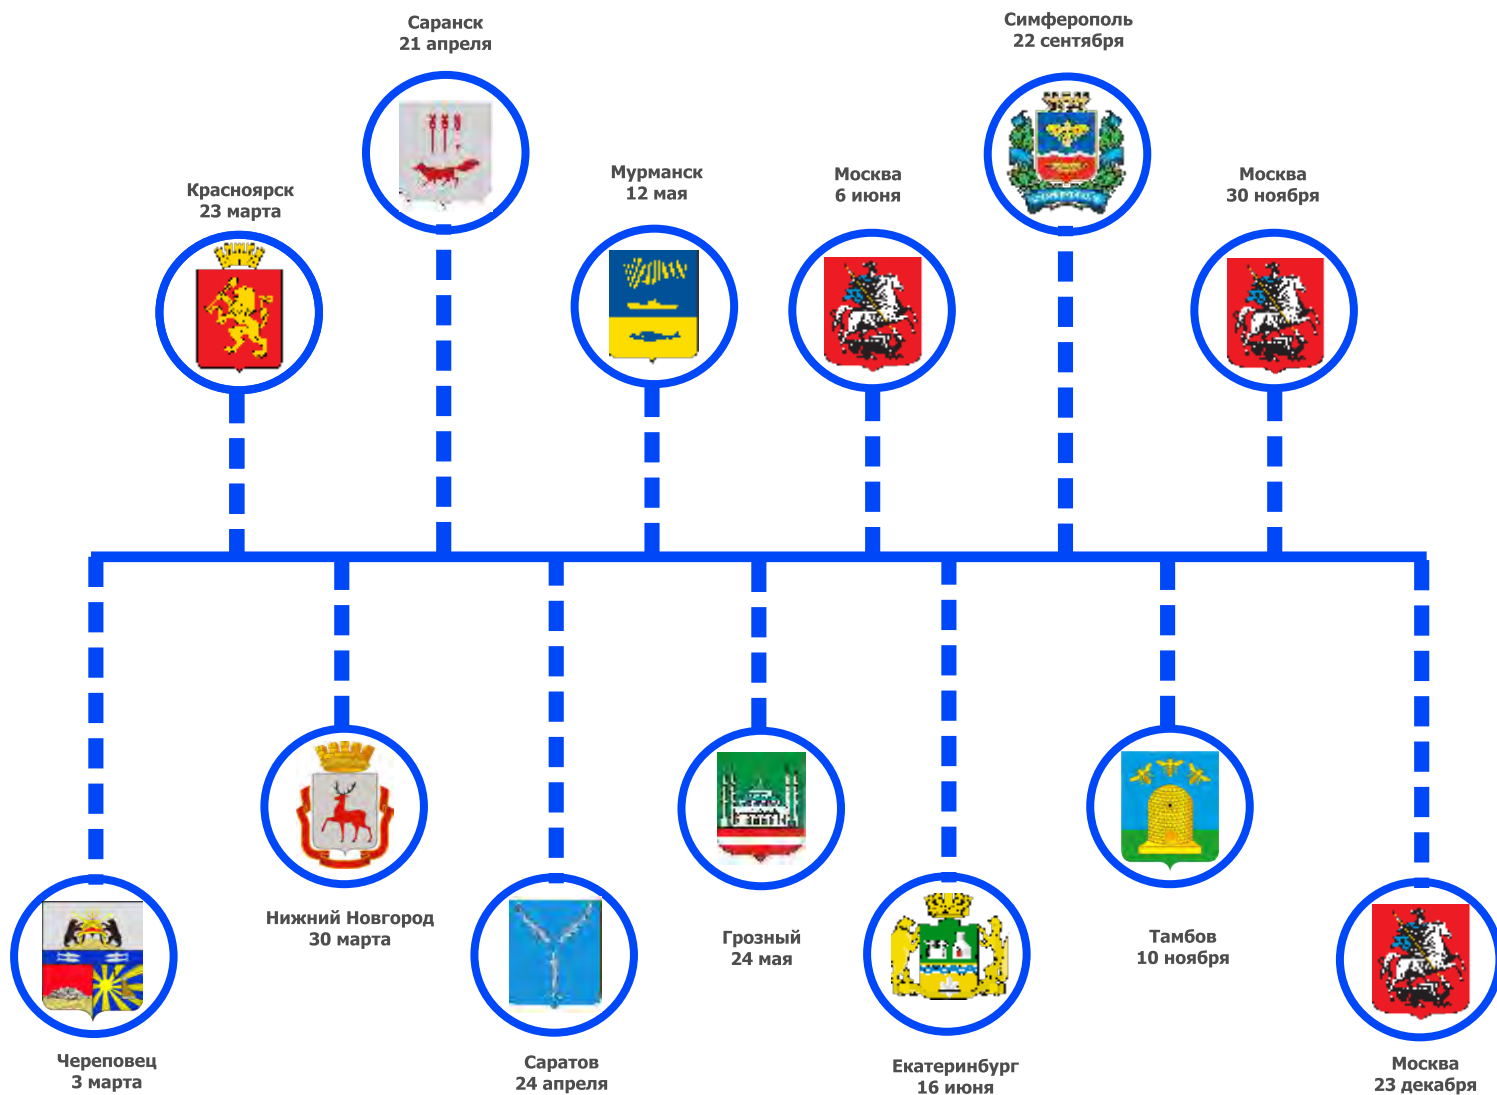 Саранск
21 апреля
Симферополь
22 сентября
Красноярск
23 марта
Мурманск
12 мая
Москва
6 июня
Москва
30 ноября
Нижний Новгород
30 марта
Грозный
24 мая
Тамбов
10 ноября
Череповец
3 марта
Саратов
24 апреля
Екатеринбург
16 июня
Москва
23 декабря